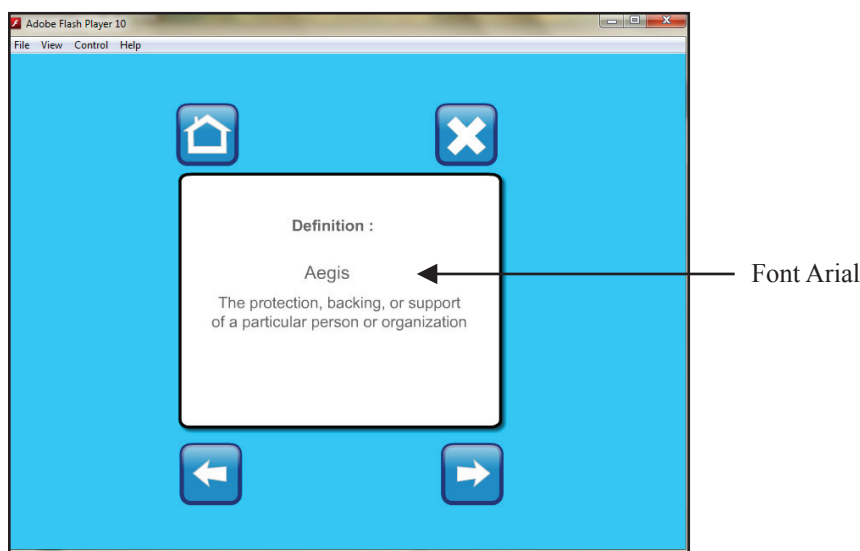 Adobe Flash Player 10
File View Control Help
Definition :
Aegis
Font Arial
The protection, backing, or support
of a particular person or organization